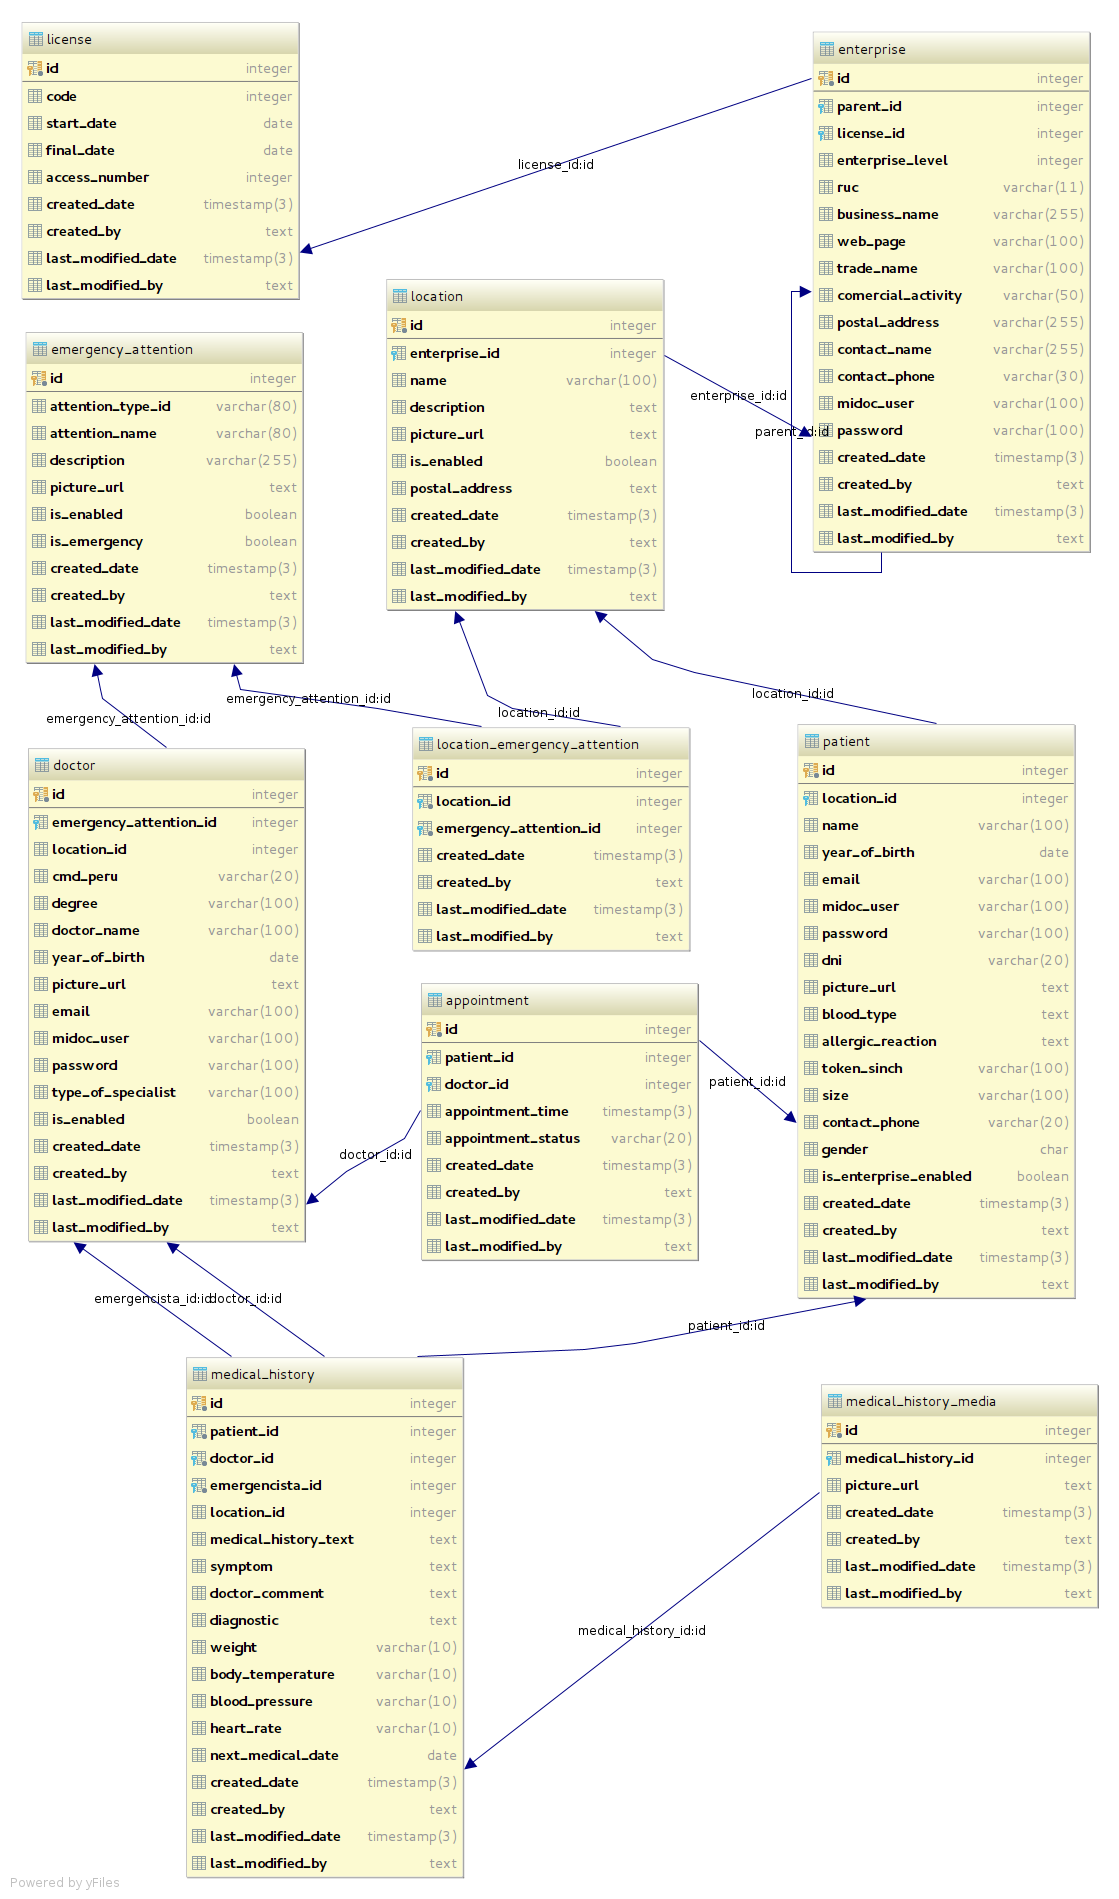 license
id integer
code integer
start_date date
final_date date
access_number integer
created_date timestamp(3)
created_by text
last_modified_date timestamp(3)
last_modified_by text
enterprise
id integer
parent_id integer
license_id integer
enterprise_level integer
ruc varchar(11)
business_name varchar(255)
web_page varchar(100)
trade_name varchar(100)
comercial_activity varchar(50)
postal_address varchar(255)
contact_name varchar(255)
contact_phone varchar(30)
midoc_user varchar(100)
password varchar(100)
created_date timestamp(3)
created_by text
last_modified_date timestamp(3)
last_modified_by text
license_id:id
location
id integer
enterprise_id integer
name varchar(100)
description text
picture_url text
is_enabled boolean
postal_address text
created_date timestamp(3)
created_by text
last_modified_date timestamp(3)
last_modified_by text
enterprise_id:id
parent_id:id
emergency_attention
id integer
attention_type_id varchar(80)
attention_name varchar(80)
description varchar(255)
picture_url text
is_enabled boolean
is_emergency boolean
created_date timestamp(3)
created_by text
last_modified_date timestamp(3)
last_modified_by text
emergency_attention_id:id
emergency_attention_id:id
location_id:id
location_id:id
doctor
id integer
emergency_attention_id integer
location_id integer
cmd_peru varchar(20)
degree varchar(100)
doctor_name varchar(100)
year_of_birth date
picture_url text
email varchar(100)
midoc_user varchar(100)
password varchar(100)
type_of_specialist varchar(100)
is_enabled boolean
created_date timestamp(3)
created_by text
last_modified_date timestamp(3)
last_modified_by text
location_emergency_attention
id integer
location_id integer
emergency_attention_id integer
created_date timestamp(3)
created_by text
last_modified_date timestamp(3)
last_modified_by text
patient
id integer
location_id integer
name varchar(100)
year_of_birth date
email varchar(100)
midoc_user varchar(100)
password varchar(100)
dni varchar(20)
picture_url text
blood_type text
allergic_reaction text
token_sinch varchar(100)
size varchar(100)
contact_phone varchar(20)
gender char
is_enterprise_enabled boolean
created_date timestamp(3)
created_by text
last_modified_date timestamp(3)
last_modified_by text
appointment
id integer
patient_id integer
doctor_id integer
appointment_time timestamp(3)
appointment_status varchar(20)
created_date timestamp(3)
created_by text
last_modified_date timestamp(3)
last_modified_by text
patient_id:id
doctor_id:id
emergencista_id:id
doctor_id:id
patient_id:id
medical_history
id integer
patient_id integer
doctor_id integer
emergencista_id integer
location_id integer
medical_history_text text
symptom text
doctor_comment text
diagnostic text
weight varchar(10)
body_temperature varchar(10)
blood_pressure varchar(10)
heart_rate varchar(10)
next_medical_date date
created_date timestamp(3)
created_by text
last_modified_date timestamp(3)
last_modified_by text
medical_history_media
id integer
medical_history_id integer
picture_url text
created_date timestamp(3)
created_by text
last_modified_date timestamp(3)
last_modified_by text
medical_history_id:id
Powered by yFiles